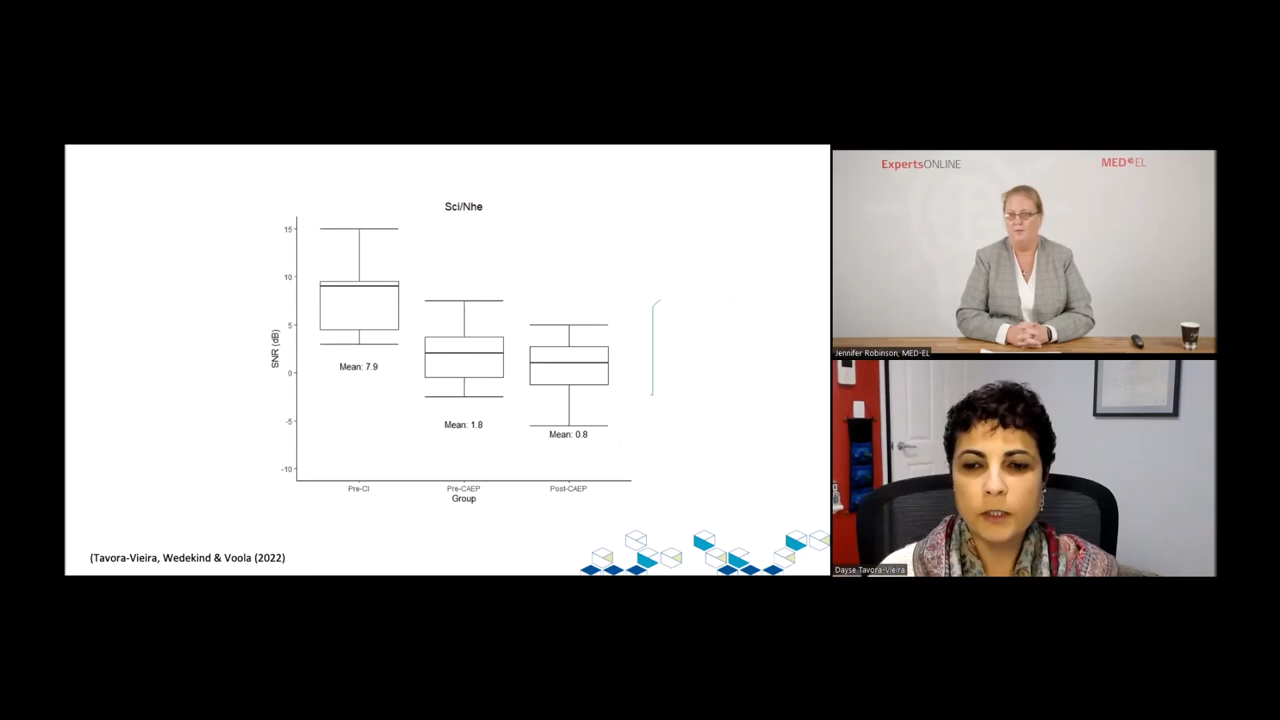 Sci/Nhe
15
10
5
0
-5
-10
SNR (dB)
Mean: 7.9
Mean: 1.8
Mean: 0.8
Pre-CI
Pre-CAEP
Post-CAEP
Group
(Tavora-Vieira, Wedekind & Voola (2022)
ExpertsONLINE
MED EL
Jennifer Robinson, MED-EL
Dayse Tavora-Vieira